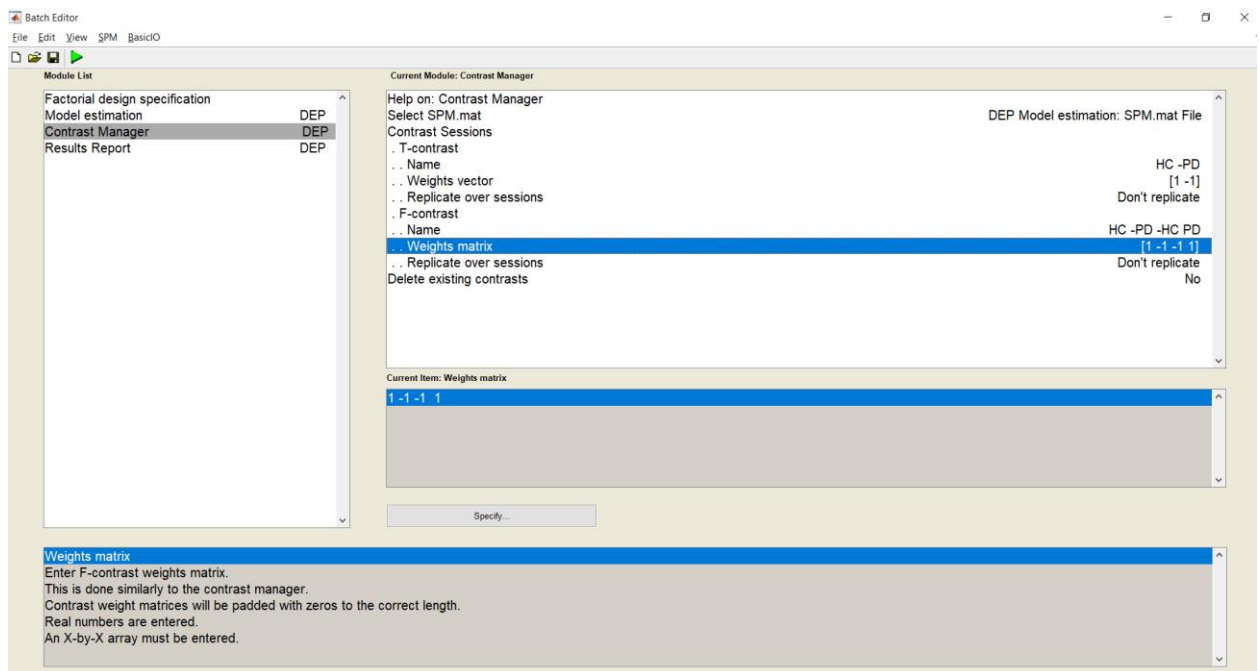 Batch Editor
File Edit View SPM BasicIO
Module List
Factorial design specification
Model estimation DEP
Contrast Manager DEP
Results Report DEP
Current Module: Contrast Manager
Help on: Contrast Manager
Select SPM.mat DEP Model estimation: SPM.mat File
Contrast Sessions
. T-contrast
. . Name HC -PD
. . Weights vector [1 -1]
. . Replicate over sessions Don't replicate
. F-contrast
. . Name HC -PD -HC PD
. . Weights matrix [1 -1 -1 1]
. . Replicate over sessions Don't replicate
Delete existing contrasts No
Current Item: Weights matrix
1 -1 -1 1
Specify...
Weights matrix
Enter F-contrast weights matrix.
This is done similarly to the contrast manager.
Contrast weight matrices will be padded with zeros to the correct length.
Real numbers are entered.
An X-by-X array must be entered.